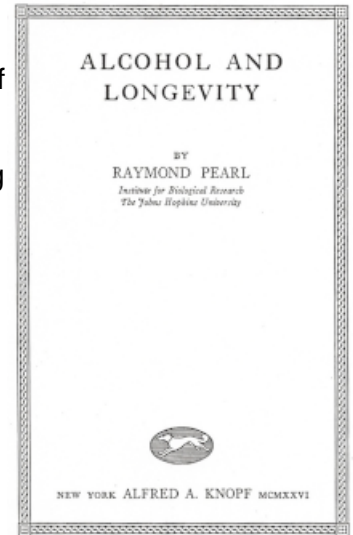 f
ALCOHOL AND
LONGEVITY
g
BY
RAYMOND PEARL
Institute for Biological Research
The Johns Hopkins University
NEW YORK ALFRED A. KNOPF MCMXXVI